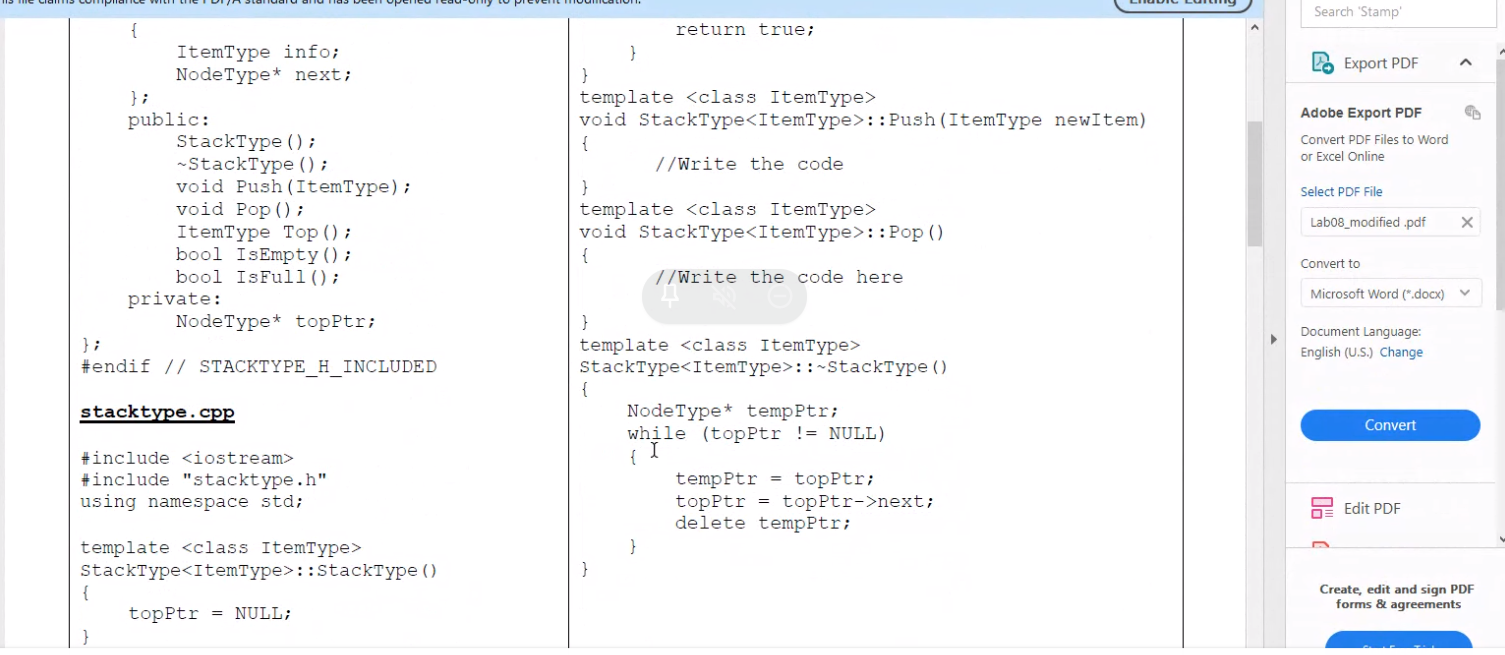 his file claims compliance with the PDF/A standard and has been opened read-only to prevent modification.
Enable Editing
{
ItemType info;
NodeType* next;
};
public:
StackType();
~StackType();
void Push(ItemType);
void Pop();
ItemType Top();
bool IsEmpty();
bool IsFull();
private:
NodeType* topPtr;
};
#endif // STACKTYPE_H_INCLUDED
stacktype.cpp
#include <iostream>
#include "stacktype.h"
using namespace std;
template <class ItemType>
StackType<ItemType>::StackType()
{
topPtr = NULL;
}
return true;
}
}
template <class ItemType>
void StackType<ItemType>::Push(ItemType newItem)
{
//Write the code
}
template <class ItemType>
void StackType<ItemType>::Pop()
{
//Write the code here
}
template <class ItemType>
StackType<ItemType>::~StackType()
{
NodeType* tempPtr;
while (topPtr != NULL)
{
tempPtr = topPtr;
topPtr = topPtr->next;
delete tempPtr;
}
}
Search 'Stamp'
Export PDF
Adobe Export PDF
Convert PDF Files to Word
or Excel Online
Select PDF File
Lab08_modified .pdf
Convert to
Microsoft Word (*.docx)
Document Language:
English (U.S.) Change
Convert
Edit PDF
Create, edit and sign PDF
forms & agreements